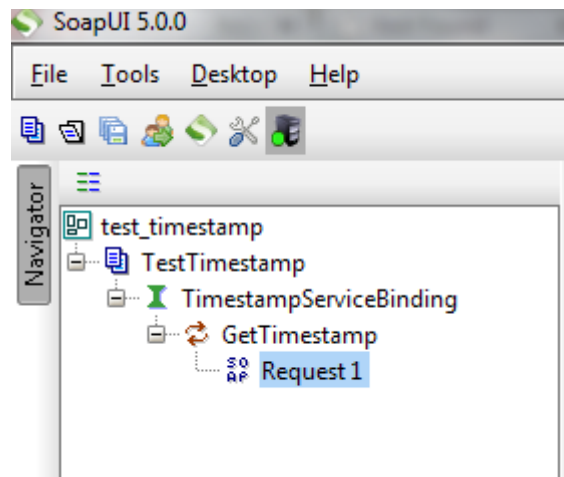 SoapUI 5.0.0
File Tools Desktop Help
Navigator
test_timestamp
TestTimestamp
TimestampServiceBinding
GetTimestamp
SO
AP
Request 1